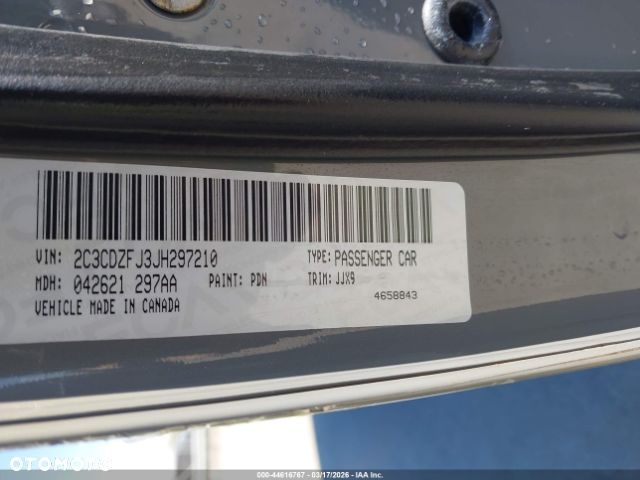 VIN: 2C3CDZFJ3JH297210 TYPE: PASSENGER CAR
MDH: 042621 297AA PAINT: PDN TRIM: JJX9
VEHICLE MADE IN CANADA 4658843
OTOMOTO
000-44616767 - 03/17/2026 - IAA Inc.